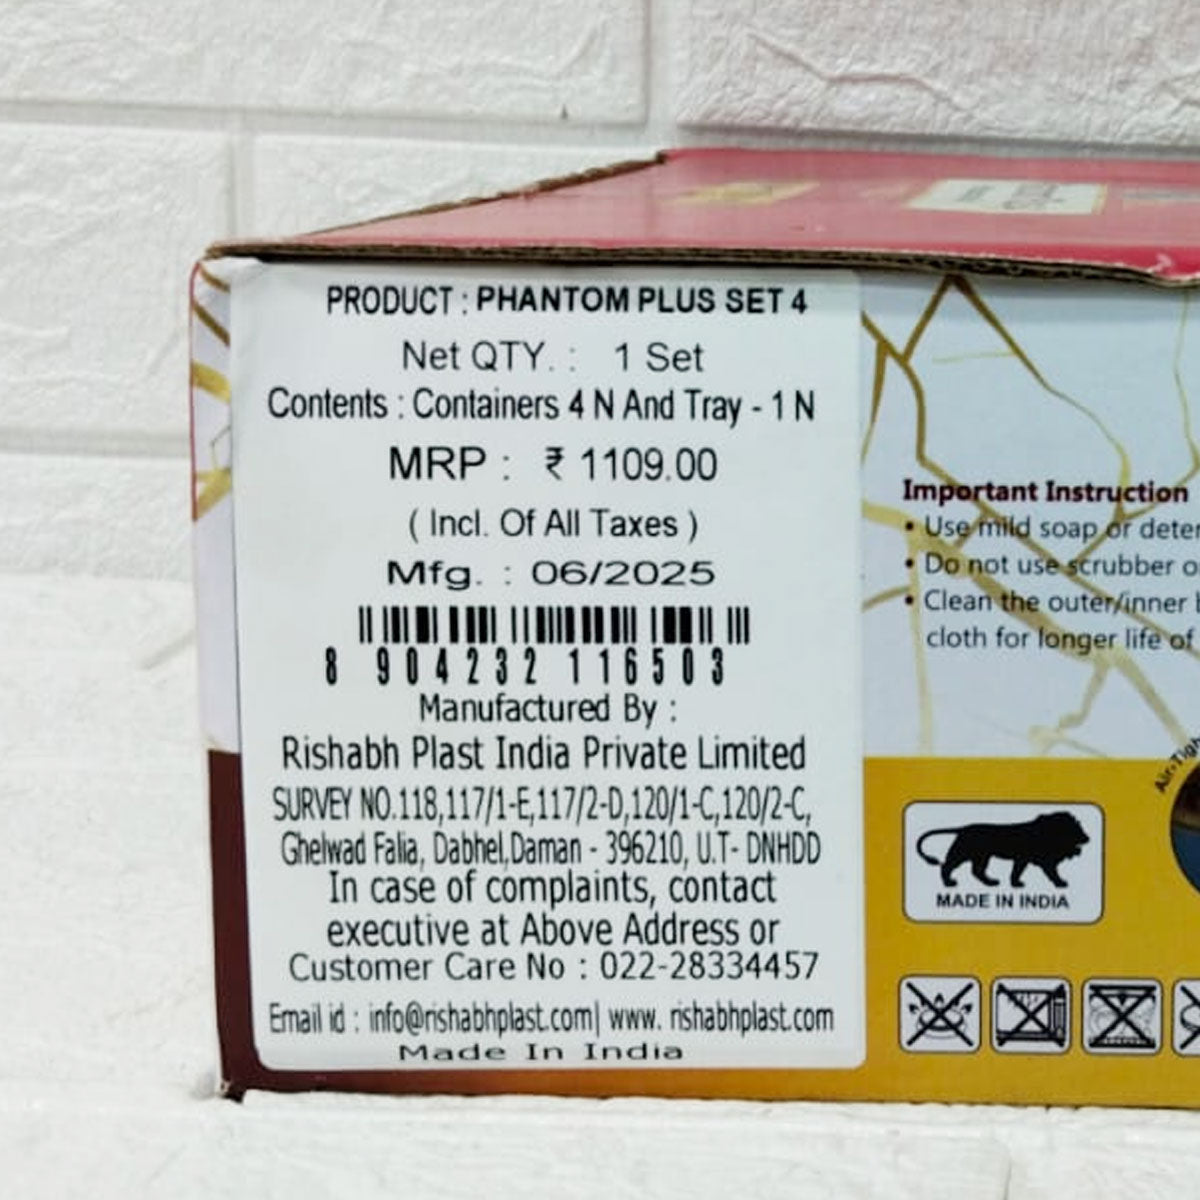 PRODUCT : PHANTOM PLUS SET 4
Net QTY. : 1 Set
Contents : Containers 4 N And Tray - 1 N
MRP : ₹ 1109.00
( Incl. Of All Taxes )
Mfg. : 06/2025
8 904232 116503
Manufactured By :
Rishabh Plast India Private Limited
SURVEY NO.118,117/1-E,117/2-D,120/1-C,120/2-C,
Ghelwad Falia, Dabhel,Daman - 396210, U.T- DNHDD
In case of complaints, contact
executive at Above Address or
Customer Care No : 022-28334457
Email id : info@rishabhplast.com| www. rishabhplast.com
Made In India
Important Instruction
• Use mild soap or deter
• Do not use scrubber o
• Clean the outer/inner b
cloth for longer life of
Air-Tigh
MADE IN INDIA